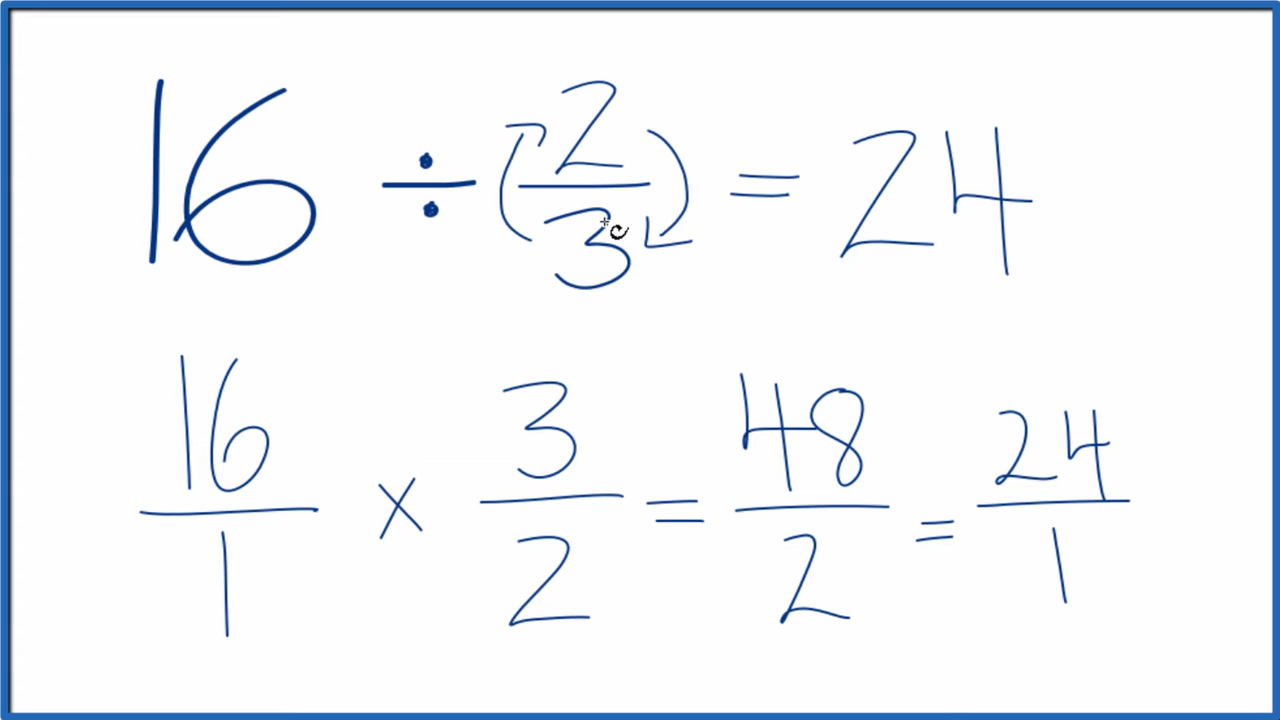 16 ÷ 2/3 = 24
16/1 × 3/2 = 48/2 = 24/1